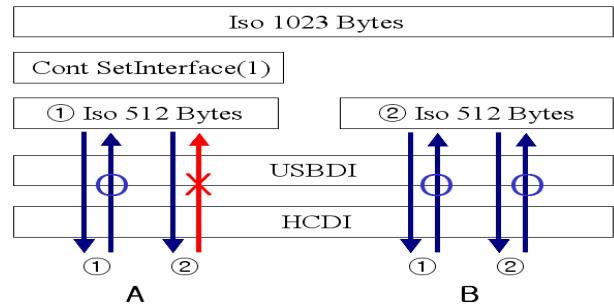 Iso 1023 Bytes
Cont SetInterface(1)
① Iso 512 Bytes
② Iso 512 Bytes
USBDI
HCDI
① ② ① ②
A B